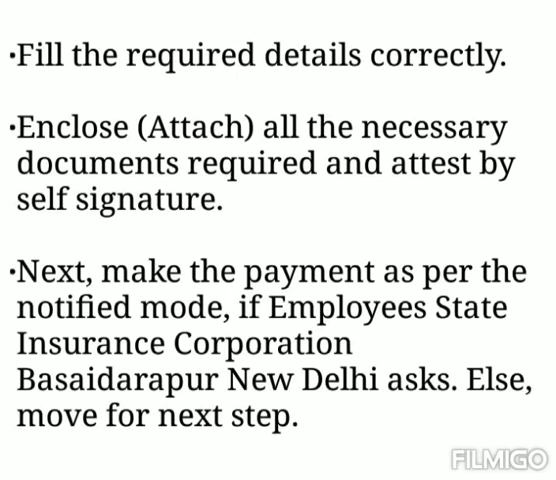 ·Fill the required details correctly.
·Enclose (Attach) all the necessary
documents required and attest by
self signature.
·Next, make the payment as per the
notified mode, if Employees State
Insurance Corporation
Basaidarapur New Delhi asks. Else,
move for next step.
FILMIGO